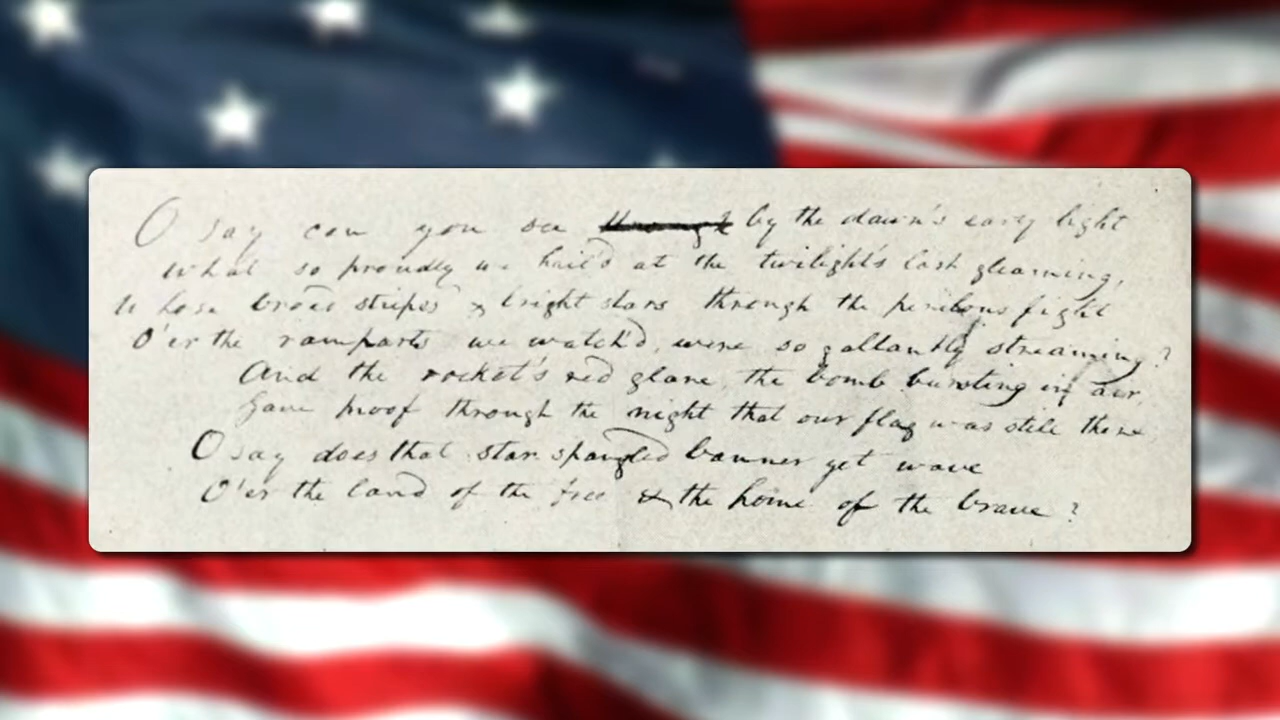 O say can you see ~~through~~ by the dawn's early light
What so proudly we hail'd at the twilight's last gleaming,
Whose broad stripes & bright stars through the perilous fight
O'er the ramparts we watch'd, were so gallantly streaming?
And the rocket's red glare, the bomb bursting in air,
Gave proof through the night that our flag was still there
O say does that star spangled banner yet wave
O'er the land of the free & the home of the brave?